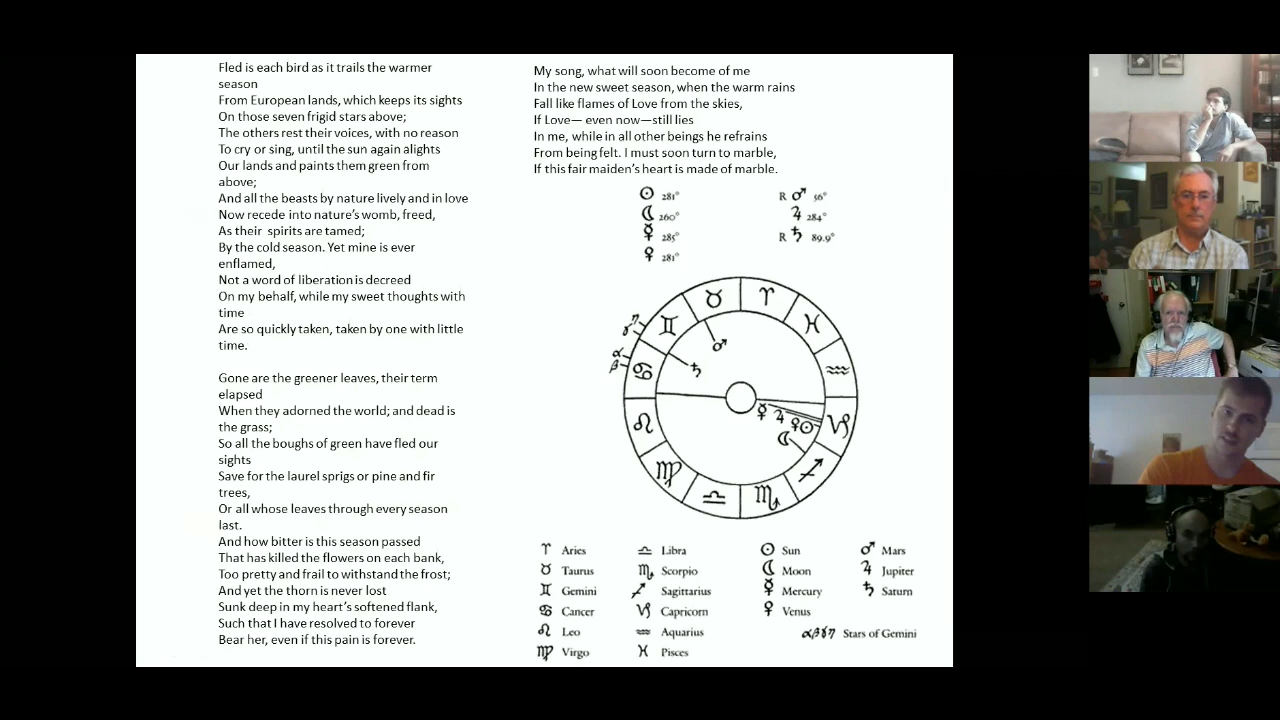 Fled is each bird as it trails the warmer
season
From European lands, which keeps its sights
On those seven frigid stars above;
The others rest their voices, with no reason
To cry or sing, until the sun again alights
Our lands and paints them green from
above;
And all the beasts by nature lively and in love
Now recede into nature's womb, freed,
As their spirits are tamed;
By the cold season. Yet mine is ever
enflamed,
Not a word of liberation is decreed
On my behalf, while my sweet thoughts with
time
Are so quickly taken, taken by one with little
time.
Gone are the greener leaves, their term
elapsed
When they adorned the world; and dead is
the grass;
So all the boughs of green have fled our
sights
Save for the laurel sprigs or pine and fir
trees,
Or all whose leaves through every season
last.
And how bitter is this season passed
That has killed the flowers on each bank,
Too pretty and frail to withstand the frost;
And yet the thorn is never lost
Sunk deep in my heart's softened flank,
Such that I have resolved to forever
Bear her, even if this pain is forever.
My song, what will soon become of me
In the new sweet season, when the warm rains
Fall like flames of Love from the skies,
If Love— even now—still lies
In me, while in all other beings he refrains
From being felt. I must soon turn to marble,
If this fair maiden's heart is made of marble.
☉ 281° R ♂ 56°
☾ 260° ♃ 284°
☿ 285° R ♄ 89.9°
♀ 281°
♈ Aries ♎ Libra ☉ Sun ♂ Mars
♉ Taurus ♏ Scorpio ☾ Moon ♃ Jupiter
♊ Gemini ♐ Sagittarius ☿ Mercury ♄ Saturn
♋ Cancer ♑ Capricorn ♀ Venus
♌ Leo ♒ Aquarius αβγη Stars of Gemini
♍ Virgo ♓ Pisces